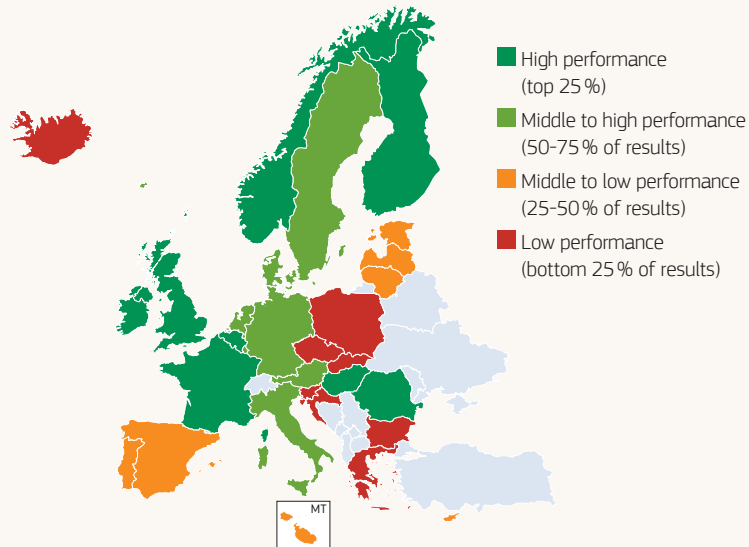 High performance
(top 25 %)
Middle to high performance
(50-75 % of results)
Middle to low performance
(25-50 % of results)
Low performance
(bottom 25 % of results)
MT